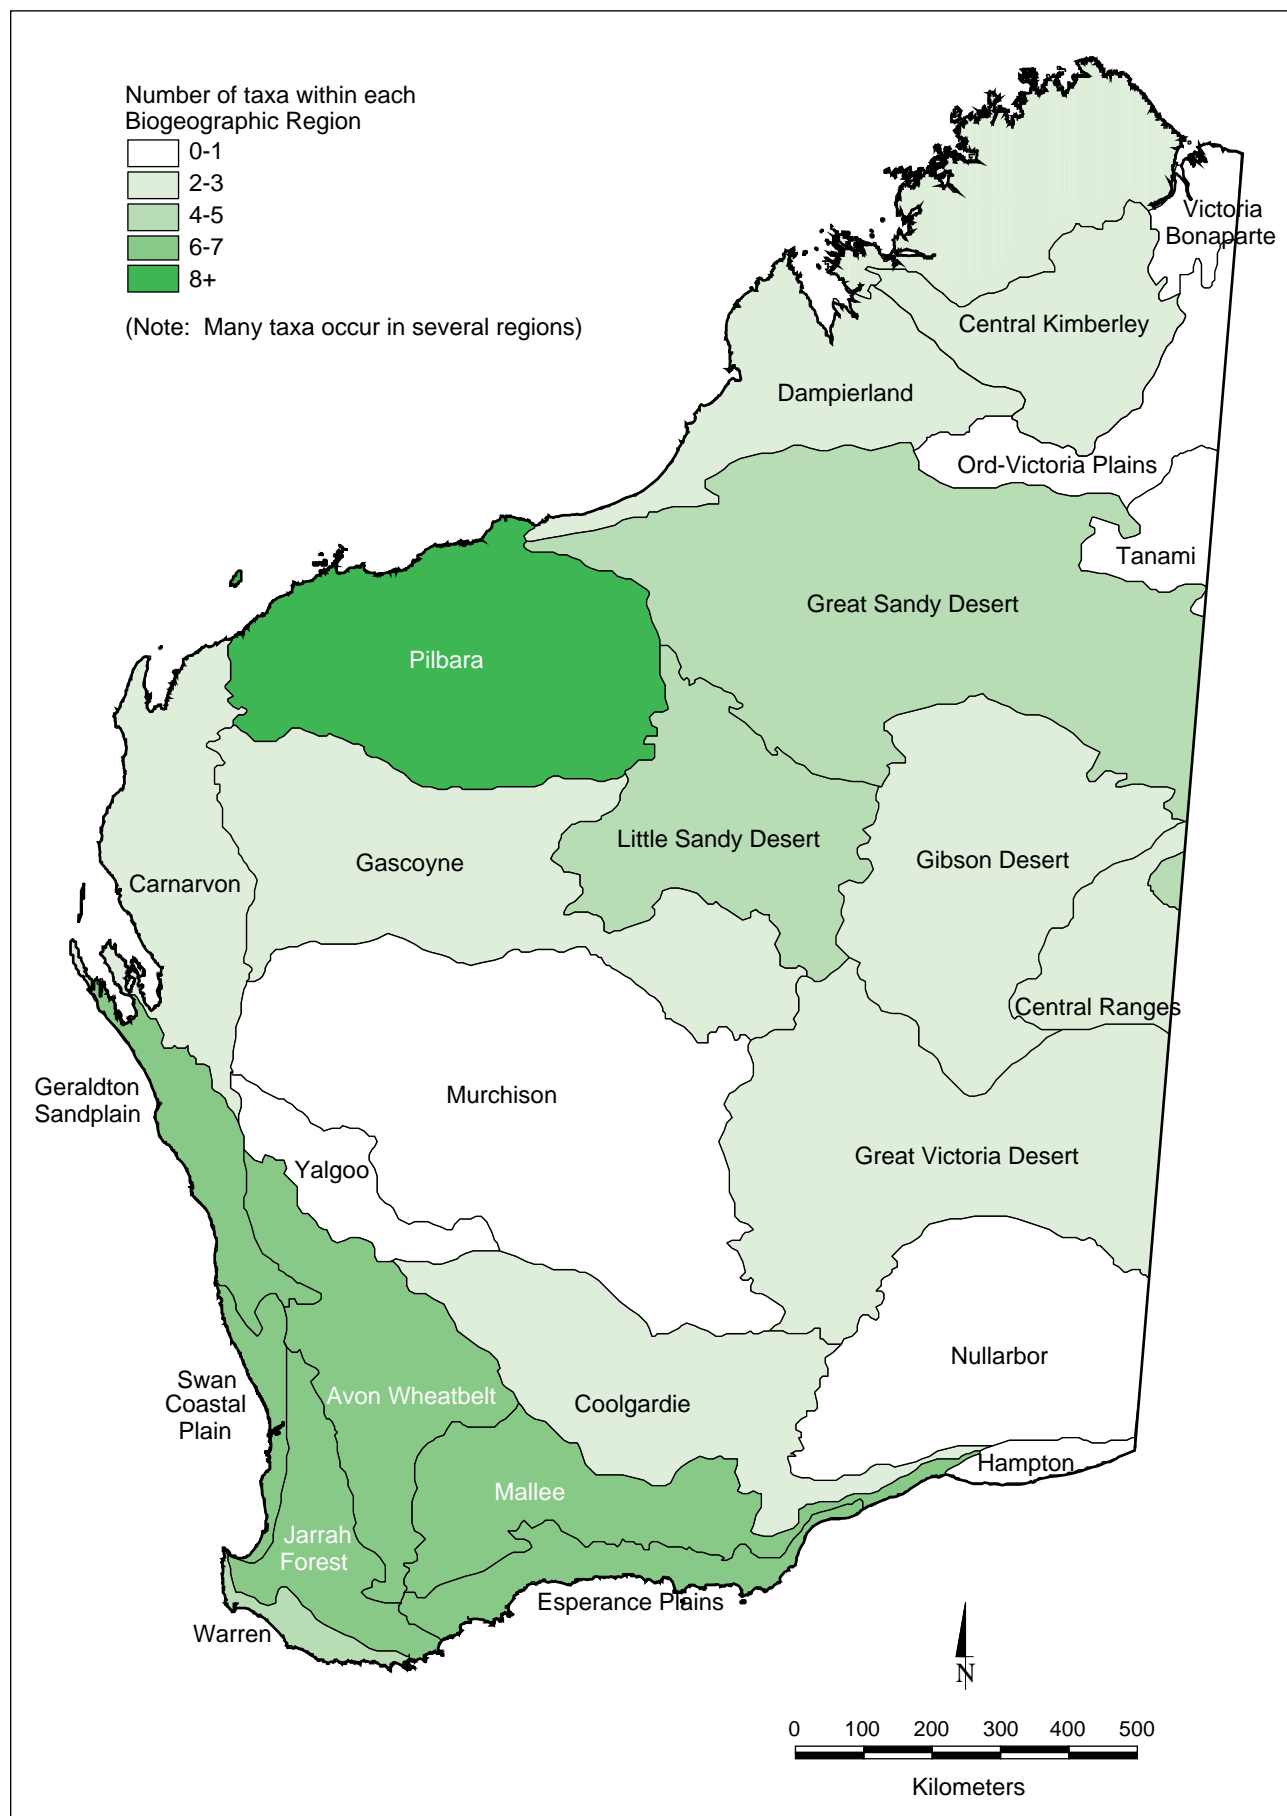 Number of taxa within each
Biogeographic Region
0-1
2-3
4-5
6-7
8+
(Note: Many taxa occur in several regions)
Victoria
Bonaparte
Central Kimberley
Dampierland
Ord-Victoria Plains
Tanami
Great Sandy Desert
Pilbara
Little Sandy Desert
Gibson Desert
Gascoyne
Carnarvon
Central Ranges
Geraldton
Sandplain
Murchison
Yalgoo
Great Victoria Desert
Nullarbor
Swan
Coastal
Plain
Avon Wheatbelt
Coolgardie
Hampton
Mallee
Jarrah
Forest
Esperance Plains
Warren
N
0 100 200 300 400 500
Kilometers